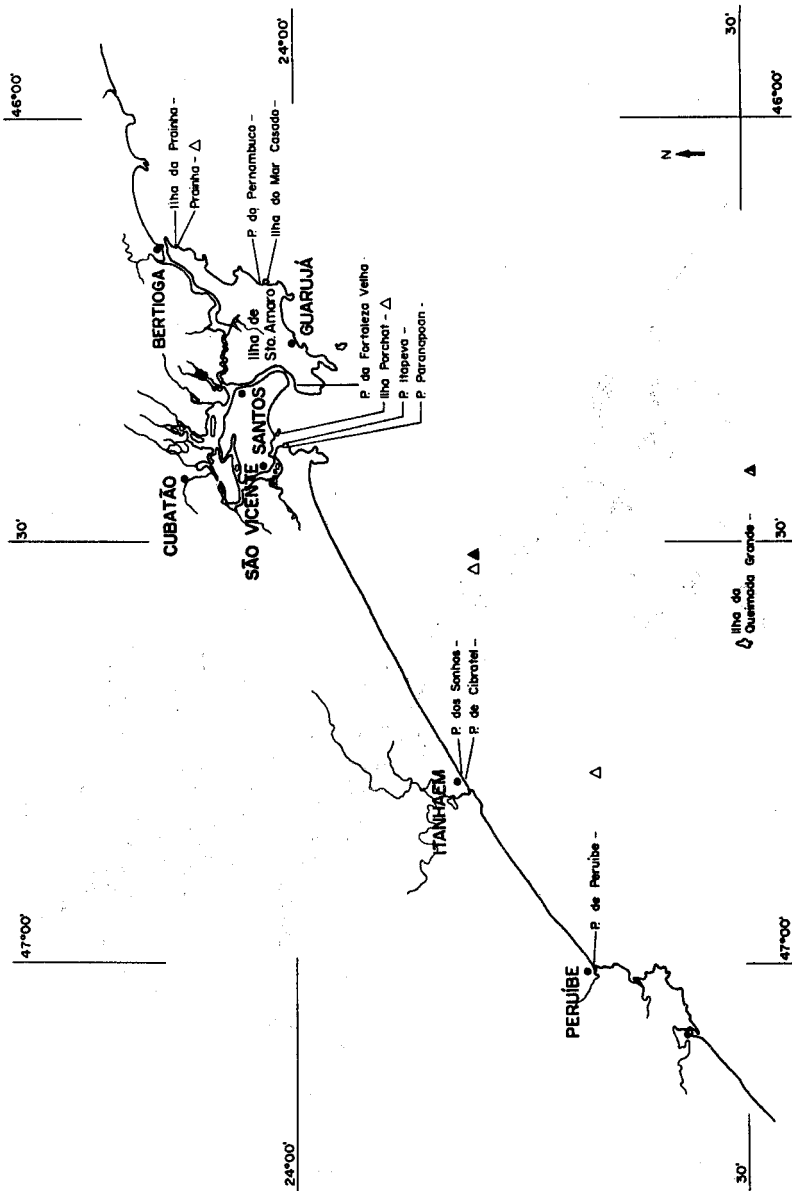 46°00'
24°00'
Ilha da Prainha -
Prainha - △
BERTIOGA
P. do Pernambuco -
Ilha do Mar Casado -
Ilha de
Sto. Amaro
GUARUJÁ
P. da Fortaleza Velha -
Ilha Porchat - △
P. Itapeva -
P. Paranapoan -
CUBATÃO
SANTOS
SÃO VICENTE
30'
△▲
P. dos Sonhos -
P. de Cibratel -
ITANHAÉM
△
P. de Peruíbe -
PERUÍBE
47°00'
24°00'
N
30'
46°00'
Ilha da
Queimada Grande - ▲
30'
47°00'
30'